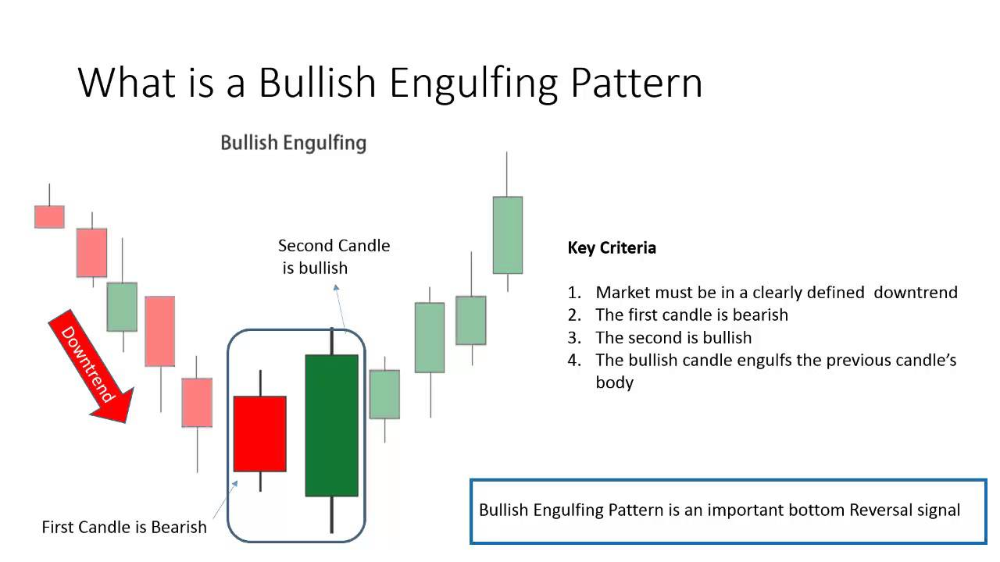 What is a Bullish Engulfing Pattern
Bullish Engulfing
Second Candle
is bullish
Downtrend
First Candle is Bearish
Key Criteria
1. Market must be in a clearly defined downtrend
2. The first candle is bearish
3. The second is bullish
4. The bullish candle engulfs the previous candle’s
body
Bullish Engulfing Pattern is an important bottom Reversal signal